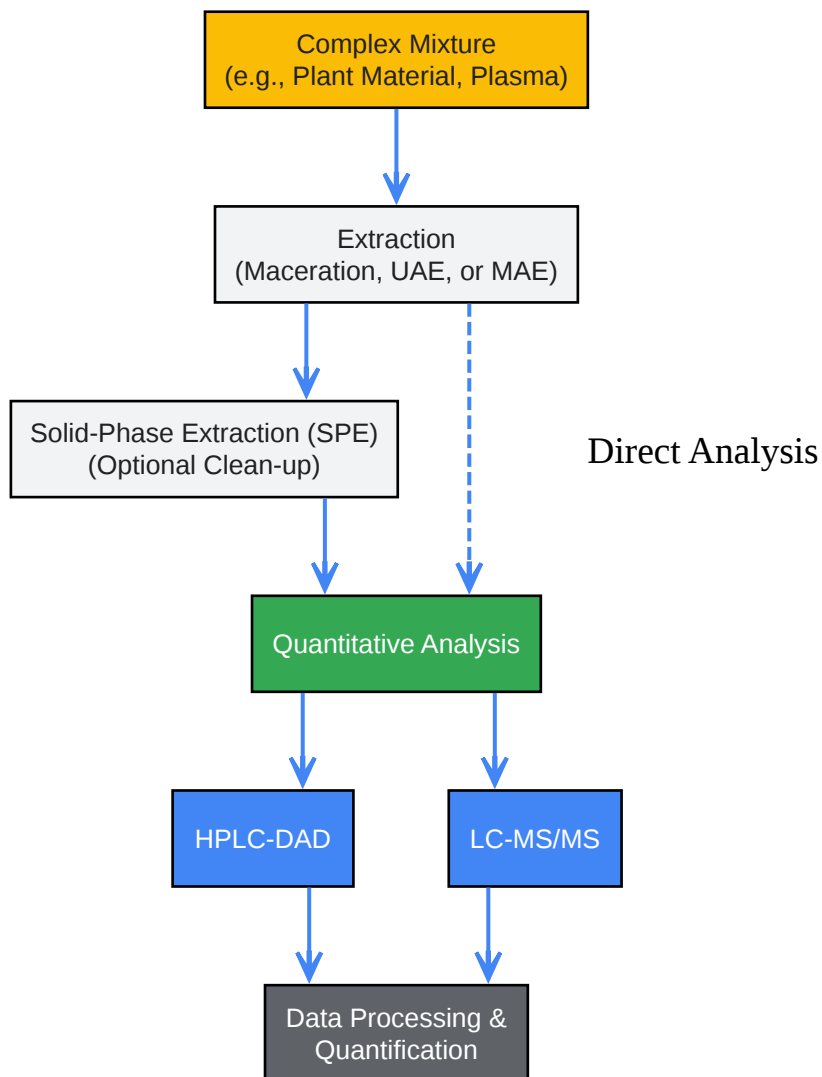 Complex Mixture
(e.g., Plant Material, Plasma)
Extraction
(Maceration, UAE, or MAE)
Solid-Phase Extraction (SPE)
(Optional Clean-up)
Direct Analysis
Quantitative Analysis
HPLC-DAD
LC-MS/MS
Data Processing &
Quantification